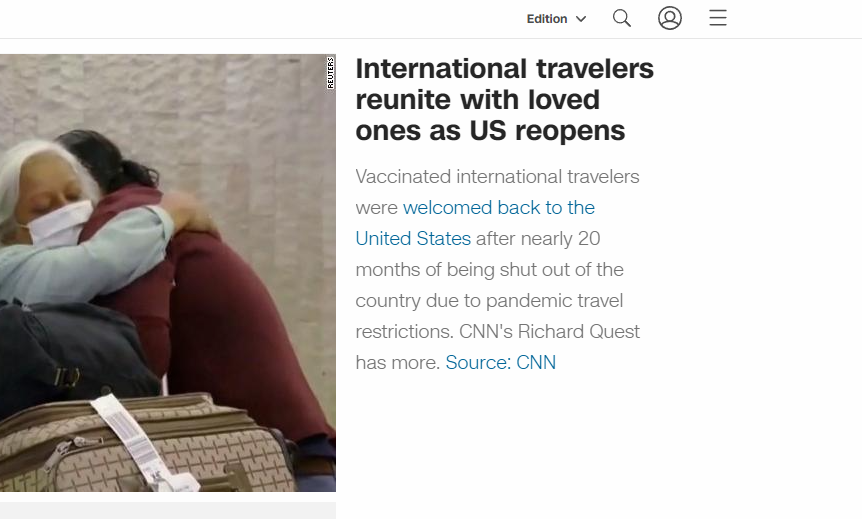 Edition
REUTERS
International travelers
reunite with loved
ones as US reopens
Vaccinated international travelers
were welcomed back to the
United States after nearly 20
months of being shut out of the
country due to pandemic travel
restrictions. CNN's Richard Quest
has more. Source: CNN